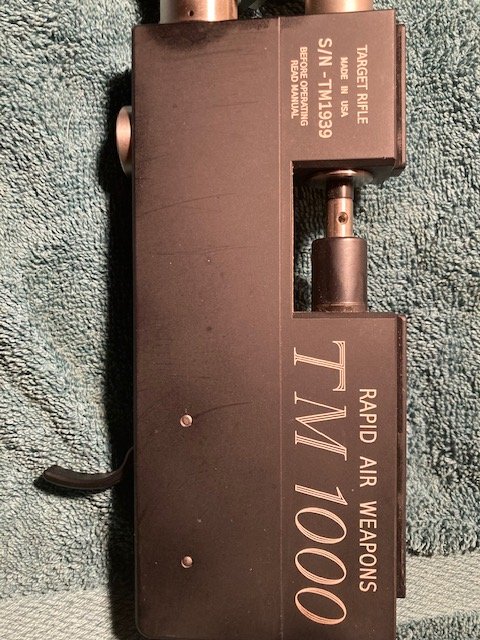 TARGET RIFLE
MADE IN USA
S/N - TM1939
BEFORE OPERATING
READ MANUAL
RAPID AIR WEAPONS
TM 1000